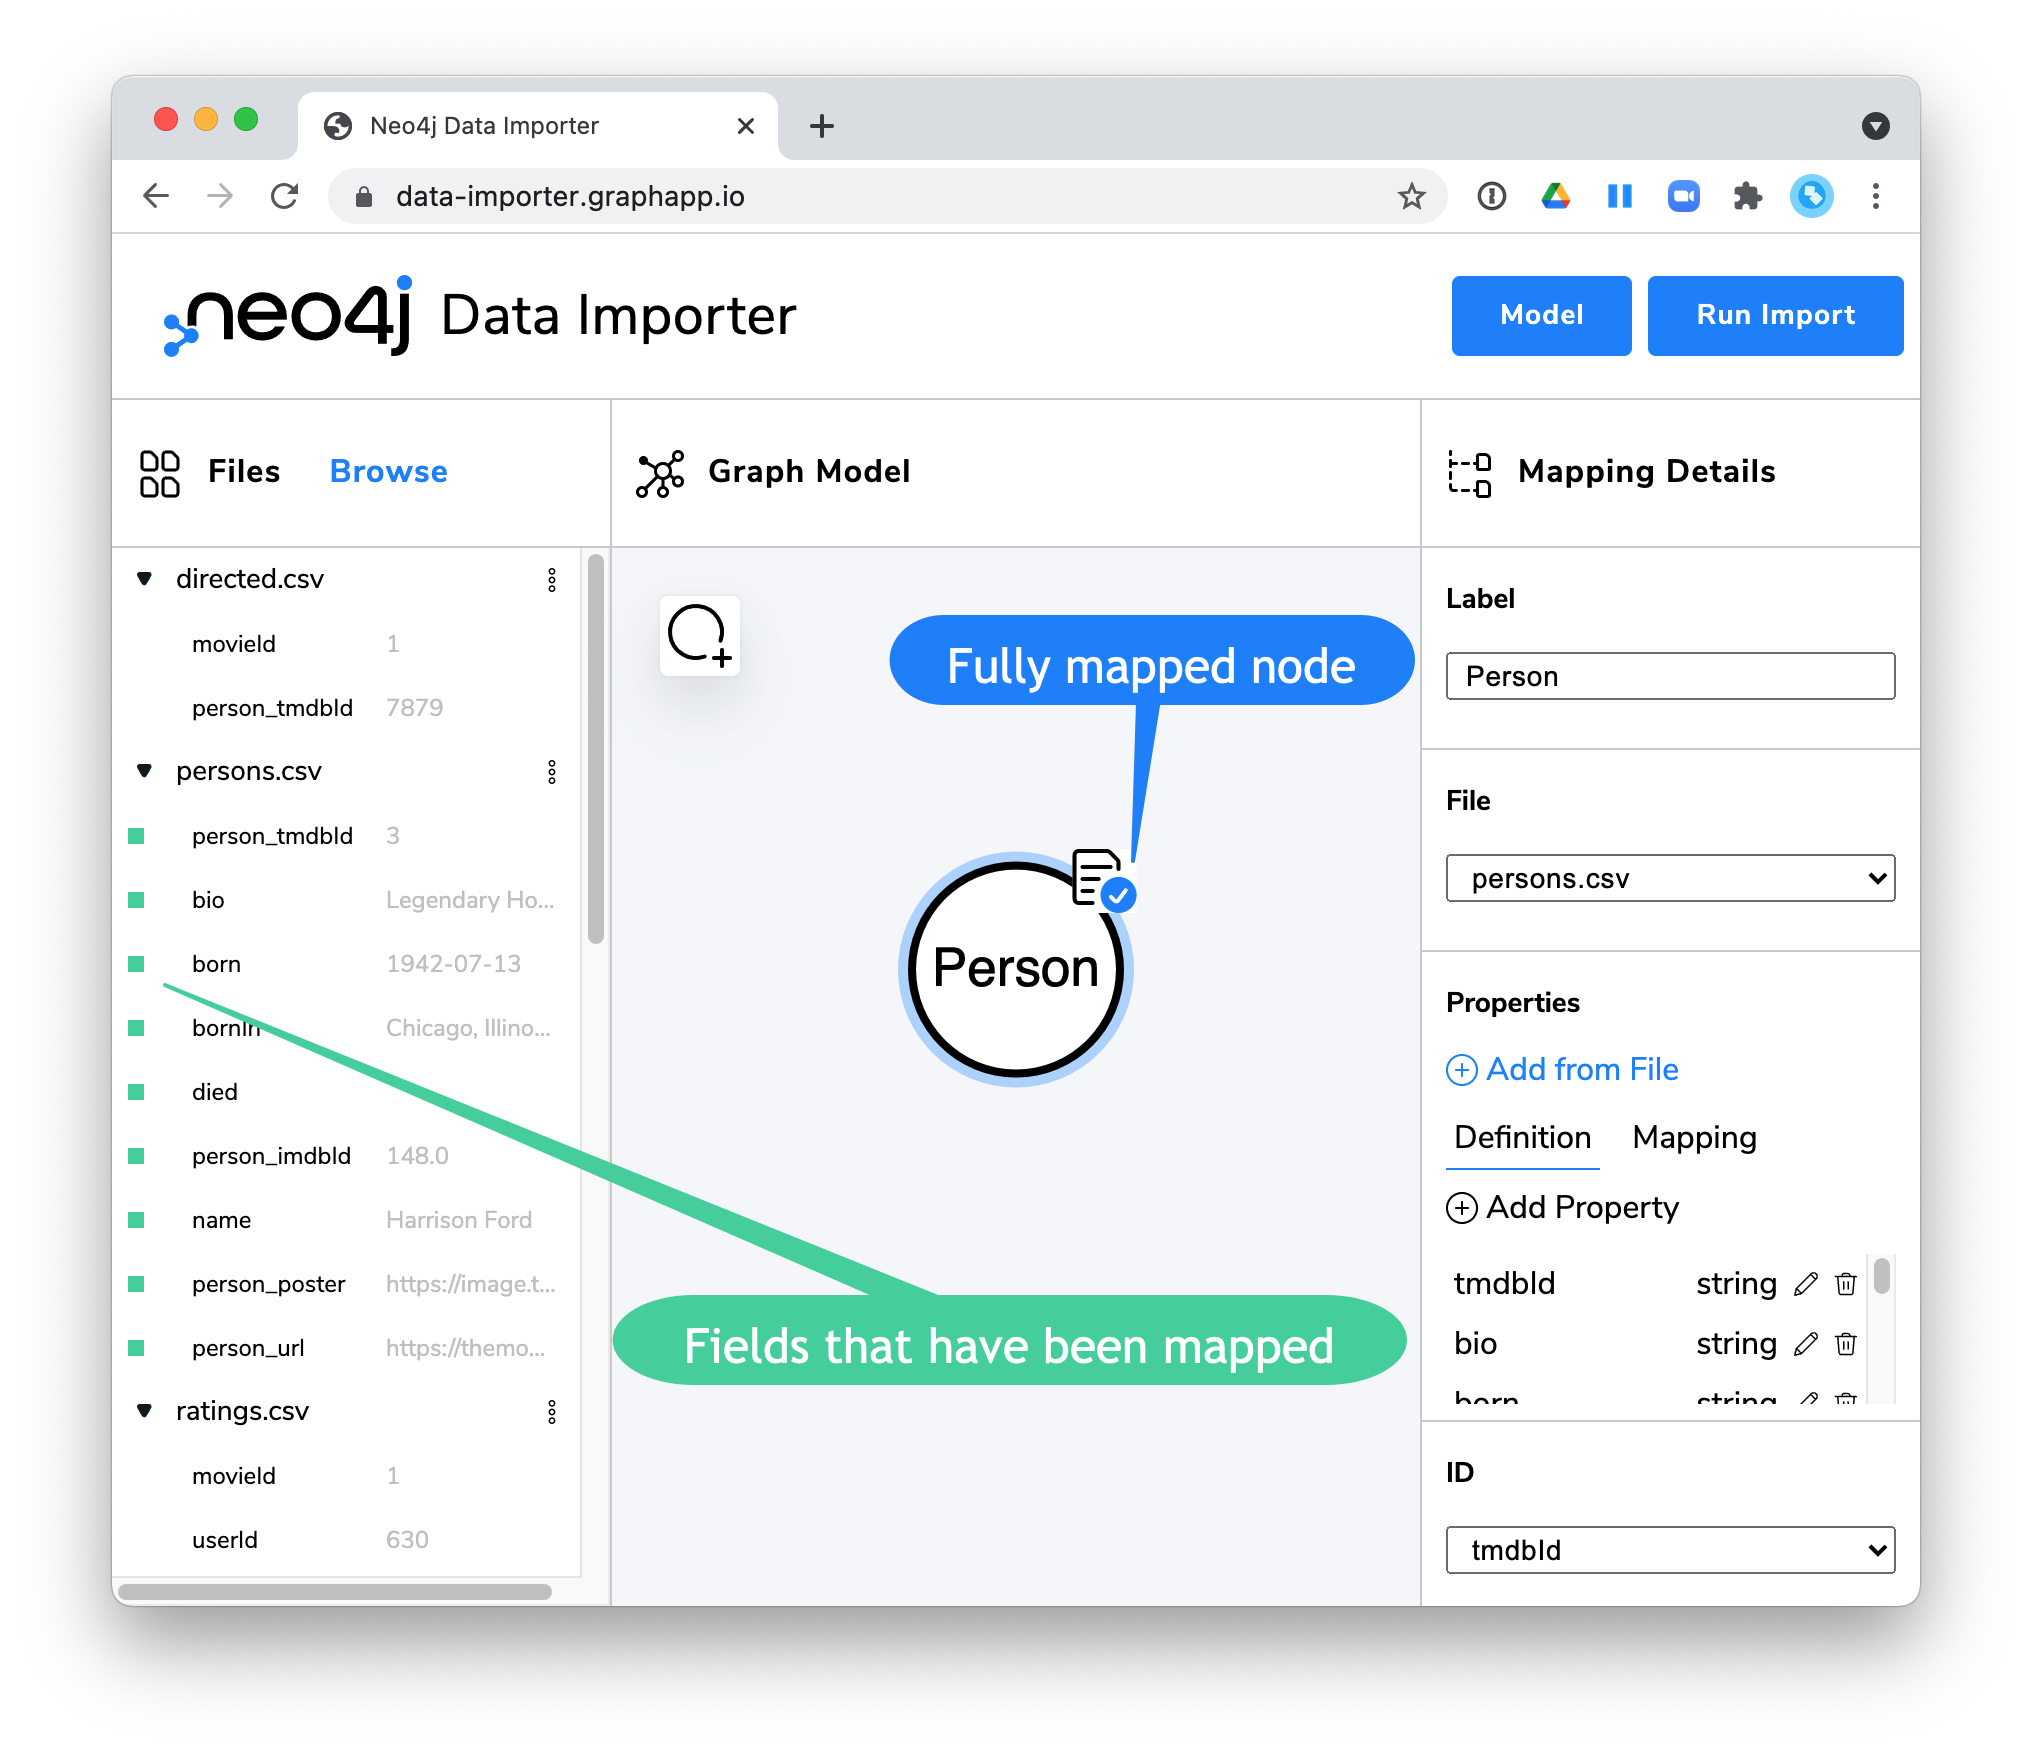 Neo4j Data Importer
data-importer.graphapp.io
neo4j Data Importer
Model
Run Import
Files
Browse
Graph Model
Mapping Details
directed.csv
movieId 1
person_tmdbId 7879
persons.csv
person_tmdbId 3
bio Legendary Ho...
born 1942-07-13
bornIn Chicago, Illino...
died
person_imdbId 148.0
name Harrison Ford
person_poster https://image.t...
person_url https://themo...
ratings.csv
movieId 1
userId 630
Fully mapped node
Person
Fields that have been mapped
Label
Person
File
persons.csv
Properties
Add from File
Definition Mapping
Add Property
tmdbId string
bio string
born string
ID
tmdbId